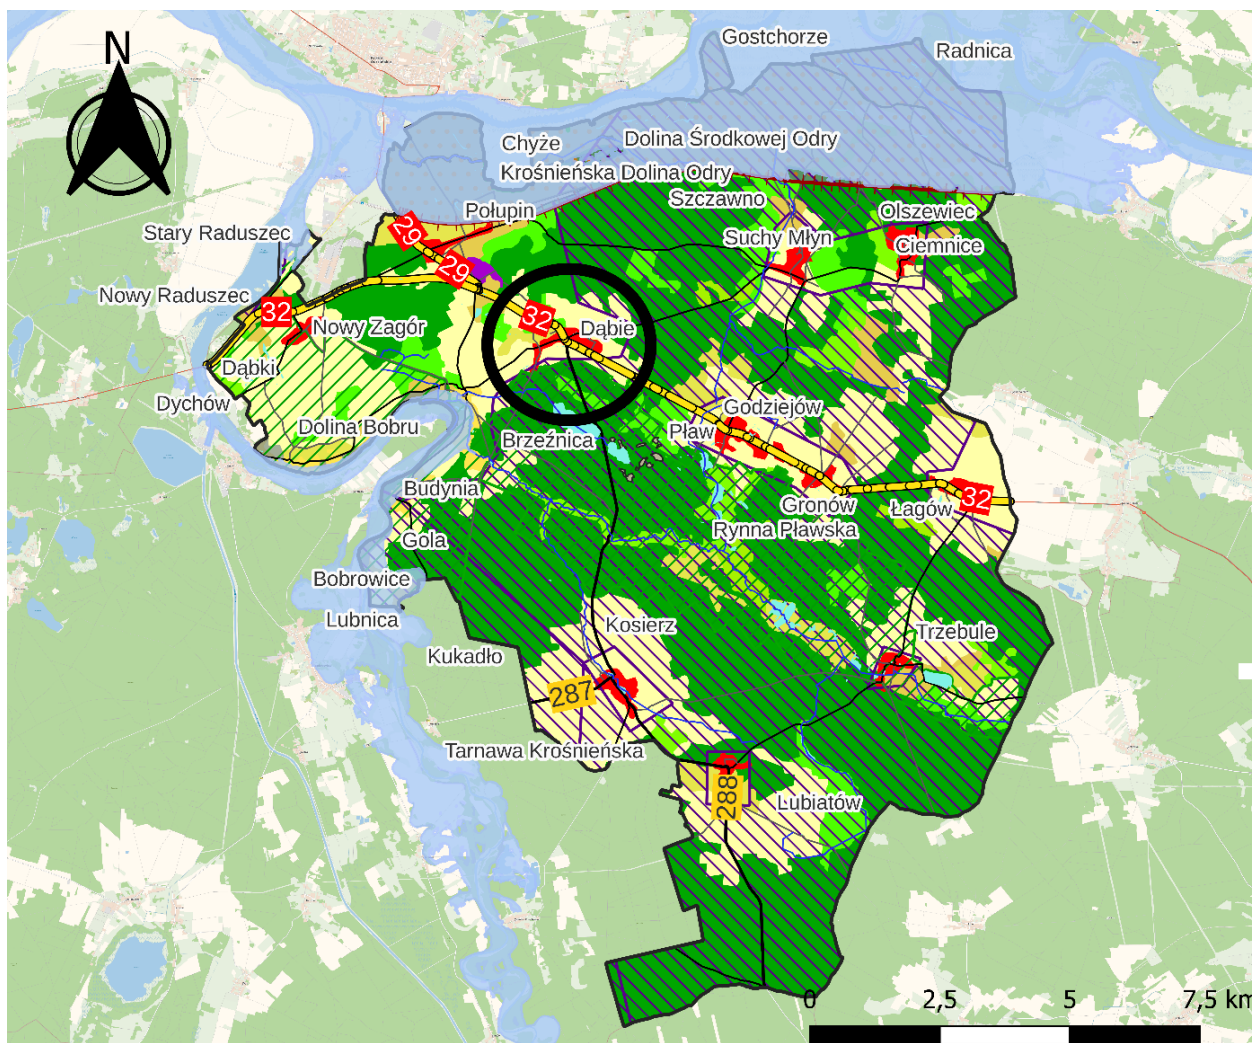 N
Gostchorze
Radnica
Chyże
Dolina Środkowej Odry
Krośnieńska Dolina Odry
Szczawno
Połupin
Olszewiec
29
Stary Raduszec
Suchy Młyn
Ciemnice
29
Nowy Raduszec
32
32
Nowy Zagór
Dąbie
Dąbki
Dychów
Godziejów
Dolina Bobru
Pław
Brzeźnica
Budynia
32
Gronów
Łagów
Gola
Rynna Pławska
Bobrowice
Lubnica
Kosierz
Trzebule
Kukadło
287
Tarnawa Krośnieńska
288
Lubiatów
0 2,5 5 7,5 km